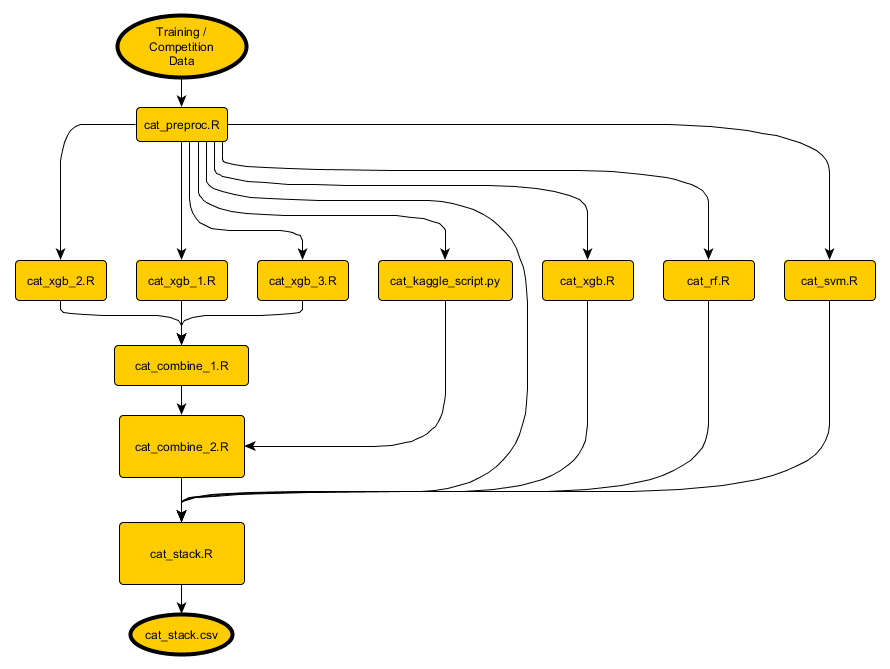 Training /
Competition
Data
cat_preproc.R
cat_xgb_2.R
cat_xgb_1.R
cat_xgb_3.R
cat_kaggle_script.py
cat_xgb.R
cat_rf.R
cat_svm.R
cat_combine_1.R
cat_combine_2.R
cat_stack.R
cat_stack.csv